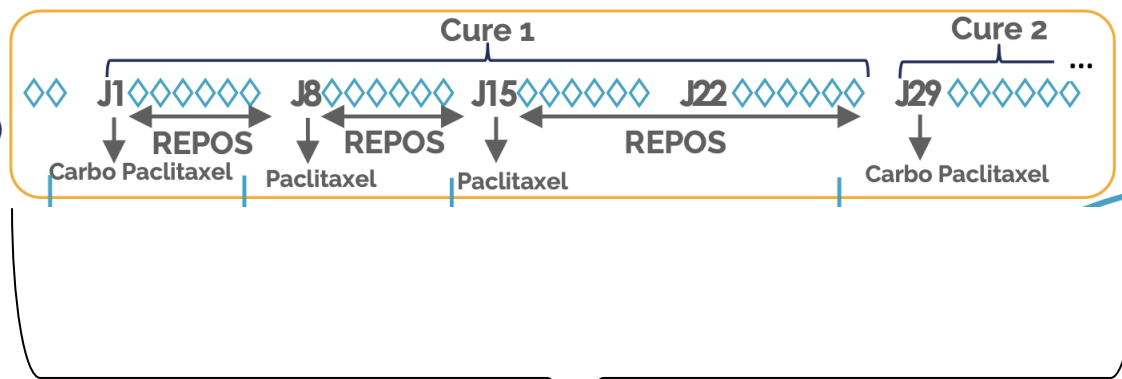 Cure 1
Cure 2
...
J1 J8 J15 J22 J29
REPOS REPOS REPOS
Carbo Paclitaxel
Paclitaxel
Paclitaxel
Carbo Paclitaxel